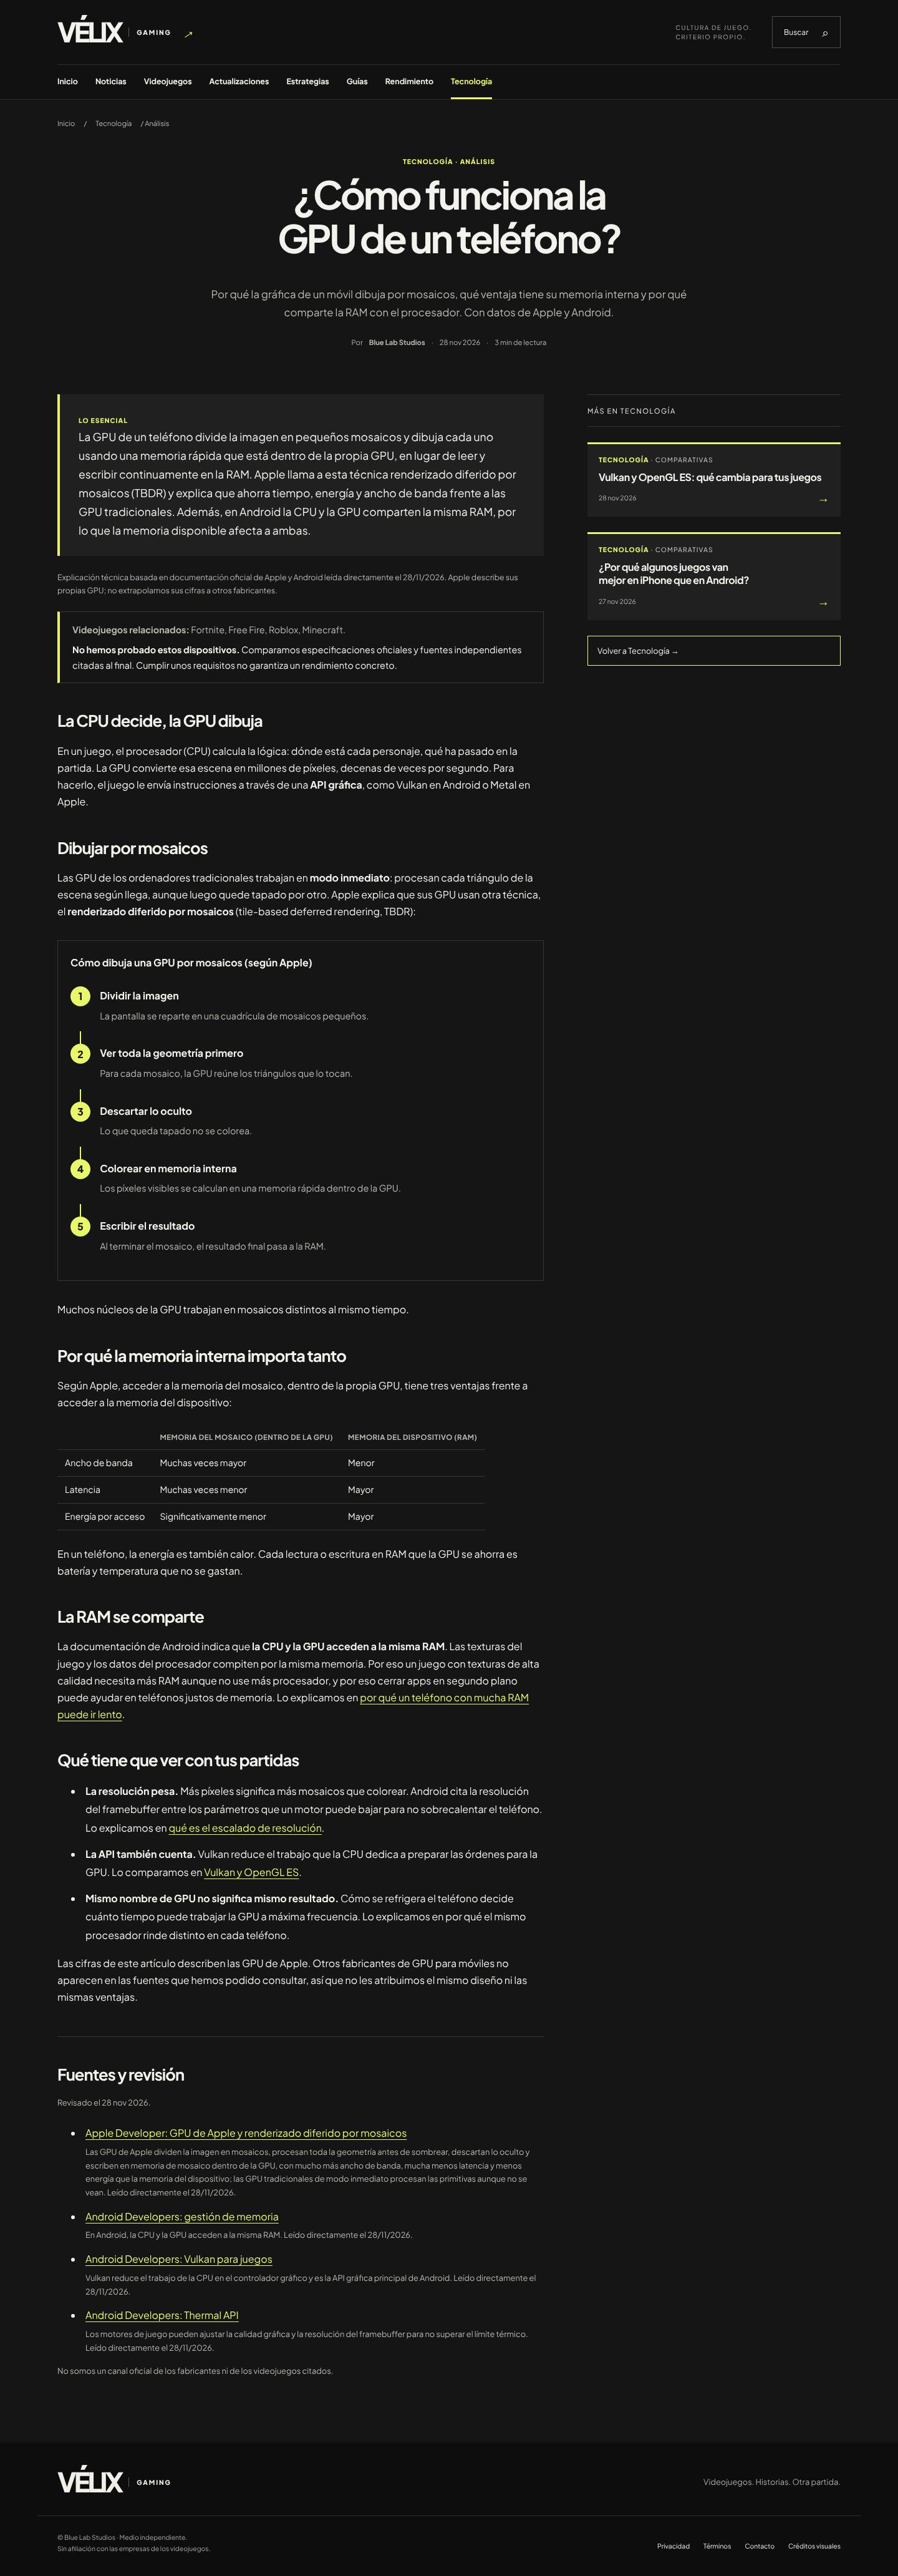 VÉLIX GAMING
CULTURA DE JUEGO.
CRITERIO PROPIO.
Buscar
Inicio Noticias Videojuegos Actualizaciones Estrategias Guías Rendimiento Tecnología
Inicio / Tecnología / Análisis
TECNOLOGÍA · ANÁLISIS
¿Cómo funciona la
GPU de un teléfono?
Por qué la gráfica de un móvil dibuja por mosaicos, qué ventaja tiene su memoria interna y por qué
comparte la RAM con el procesador. Con datos de Apple y Android.
Por Blue Lab Studios · 28 nov 2026 · 3 min de lectura
LO ESENCIAL
La GPU de un teléfono divide la imagen en pequeños mosaicos y dibuja cada uno
usando una memoria rápida que está dentro de la propia GPU, en lugar de leer y
escribir continuamente en la RAM. Apple llama a esta técnica renderizado diferido por
mosaicos (TBDR) y explica que ahorra tiempo, energía y ancho de banda frente a las
GPU tradicionales. Además, en Android la CPU y la GPU comparten la misma RAM, por
lo que la memoria disponible afecta a ambas.
Explicación técnica basada en documentación oficial de Apple y Android leída directamente el 28/11/2026. Apple describe sus
propias GPU; no extrapolamos sus cifras a otros fabricantes.
Videojuegos relacionados: Fortnite, Free Fire, Roblox, Minecraft.
No hemos probado estos dispositivos. Comparamos especificaciones oficiales y fuentes independientes
citadas al final. Cumplir unos requisitos no garantiza un rendimiento concreto.
La CPU decide, la GPU dibuja
En un juego, el procesador (CPU) calcula la lógica: dónde está cada personaje, qué ha pasado en la
partida. La GPU convierte esa escena en millones de píxeles, decenas de veces por segundo. Para
hacerlo, el juego le envía instrucciones a través de una API gráfica, como Vulkan en Android o Metal en
Apple.
Dibujar por mosaicos
Las GPU de los ordenadores tradicionales trabajan en modo inmediato: procesan cada triángulo de la
escena según llega, aunque luego quede tapado por otro. Apple explica que sus GPU usan otra técnica,
el renderizado diferido por mosaicos (tile-based deferred rendering, TBDR):
Cómo dibuja una GPU por mosaicos (según Apple)
1 Dividir la imagen
La pantalla se reparte en una cuadrícula de mosaicos pequeños.
2 Ver toda la geometría primero
Para cada mosaico, la GPU reúne los triángulos que lo tocan.
3 Descartar lo oculto
Lo que queda tapado no se colorea.
4 Colorear en memoria interna
Los píxeles visibles se calculan en una memoria rápida dentro de la GPU.
5 Escribir el resultado
Al terminar el mosaico, el resultado final pasa a la RAM.
Muchos núcleos de la GPU trabajan en mosaicos distintos al mismo tiempo.
Por qué la memoria interna importa tanto
Según Apple, acceder a la memoria del mosaico, dentro de la propia GPU, tiene tres ventajas frente a
acceder a la memoria del dispositivo:
MEMORIA DEL MOSAICO (DENTRO DE LA GPU) MEMORIA DEL DISPOSITIVO (RAM)
Ancho de banda Muchas veces mayor Menor
Latencia Muchas veces menor Mayor
Energía por acceso Significativamente menor Mayor
En un teléfono, la energía es también calor. Cada lectura o escritura en RAM que la GPU se ahorra es
batería y temperatura que no se gastan.
La RAM se comparte
La documentación de Android indica que la CPU y la GPU acceden a la misma RAM. Las texturas del
juego y los datos del procesador compiten por la misma memoria. Por eso un juego con texturas de alta
calidad necesita más RAM aunque no use más procesador, y por eso cerrar apps en segundo plano
puede ayudar en teléfonos justos de memoria. Lo explicamos en por qué un teléfono con mucha RAM
puede ir lento.
Qué tiene que ver con tus partidas
La resolución pesa. Más píxeles significa más mosaicos que colorear. Android cita la resolución
del framebuffer entre los parámetros que un motor puede bajar para no sobrecalentar el teléfono.
Lo explicamos en qué es el escalado de resolución.
La API también cuenta. Vulkan reduce el trabajo que la CPU dedica a preparar las órdenes para la
GPU. Lo comparamos en Vulkan y OpenGL ES.
Mismo nombre de GPU no significa mismo resultado. Cómo se refrigera el teléfono decide
cuánto tiempo puede trabajar la GPU a máxima frecuencia. Lo explicamos en por qué el mismo
procesador rinde distinto en cada teléfono.
Las cifras de este artículo describen las GPU de Apple. Otros fabricantes de GPU para móviles no
aparecen en las fuentes que hemos podido consultar, así que no les atribuimos el mismo diseño ni las
mismas ventajas.
Fuentes y revisión
Revisado el 28 nov 2026.
Apple Developer: GPU de Apple y renderizado diferido por mosaicos
Las GPU de Apple dividen la imagen en mosaicos, procesan toda la geometría antes de sombrear, descartan lo oculto y
escriben en memoria de mosaico dentro de la GPU, con mucho más ancho de banda, mucha menos latencia y menos
energía que la memoria del dispositivo; las GPU tradicionales de modo inmediato procesan las primitivas aunque no se
vean. Leído directamente el 28/11/2026.
Android Developers: gestión de memoria
En Android, la CPU y la GPU acceden a la misma RAM. Leído directamente el 28/11/2026.
Android Developers: Vulkan para juegos
Vulkan reduce el trabajo de la CPU en el controlador gráfico y es la API gráfica principal de Android. Leído directamente el
28/11/2026.
Android Developers: Thermal API
Los motores de juego pueden ajustar la calidad gráfica y la resolución del framebuffer para no superar el límite térmico.
Leído directamente el 28/11/2026.
No somos un canal oficial de los fabricantes ni de los videojuegos citados.
MÁS EN TECNOLOGÍA
TECNOLOGÍA · COMPARATIVAS
Vulkan y OpenGL ES: qué cambia para tus juegos
28 nov 2026 →
TECNOLOGÍA · COMPARATIVAS
¿Por qué algunos juegos van
mejor en iPhone que en Android?
27 nov 2026 →
Volver a Tecnología →
VÉLIX GAMING
Videojuegos. Historias. Otra partida.
© Blue Lab Studios · Medio independiente.
Sin afiliación con las empresas de los videojuegos.
Privacidad Términos Contacto Créditos visuales